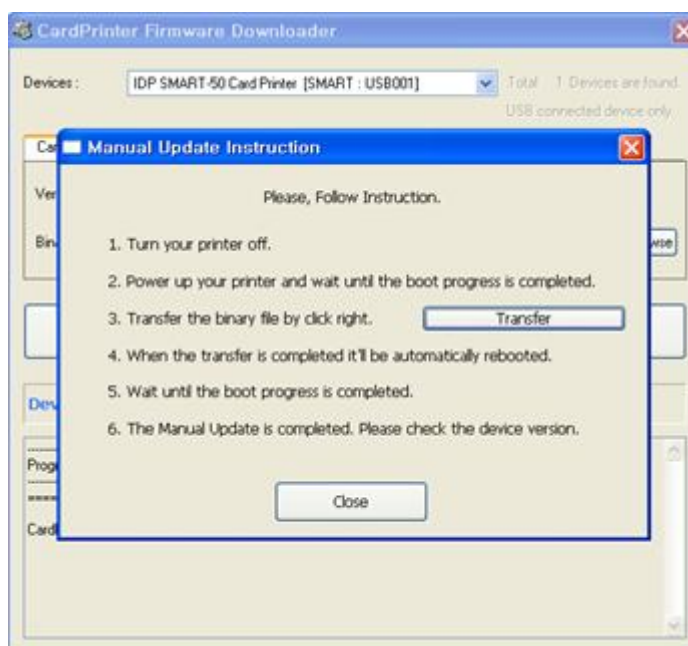 CardPrinter Firmware Downloader
Devices : IDP SMART-50 Card Printer [SMART : USB001] Total 1 Devices are found.
USB connected device only
Manual Update Instruction
Please, Follow Instruction.
1. Turn your printer off.
2. Power up your printer and wait until the boot progress is completed.
3. Transfer the binary file by click right. Transfer
4. When the transfer is completed it'll be automatically rebooted.
5. Wait until the boot progress is completed.
6. The Manual Update is completed. Please check the device version.
Close